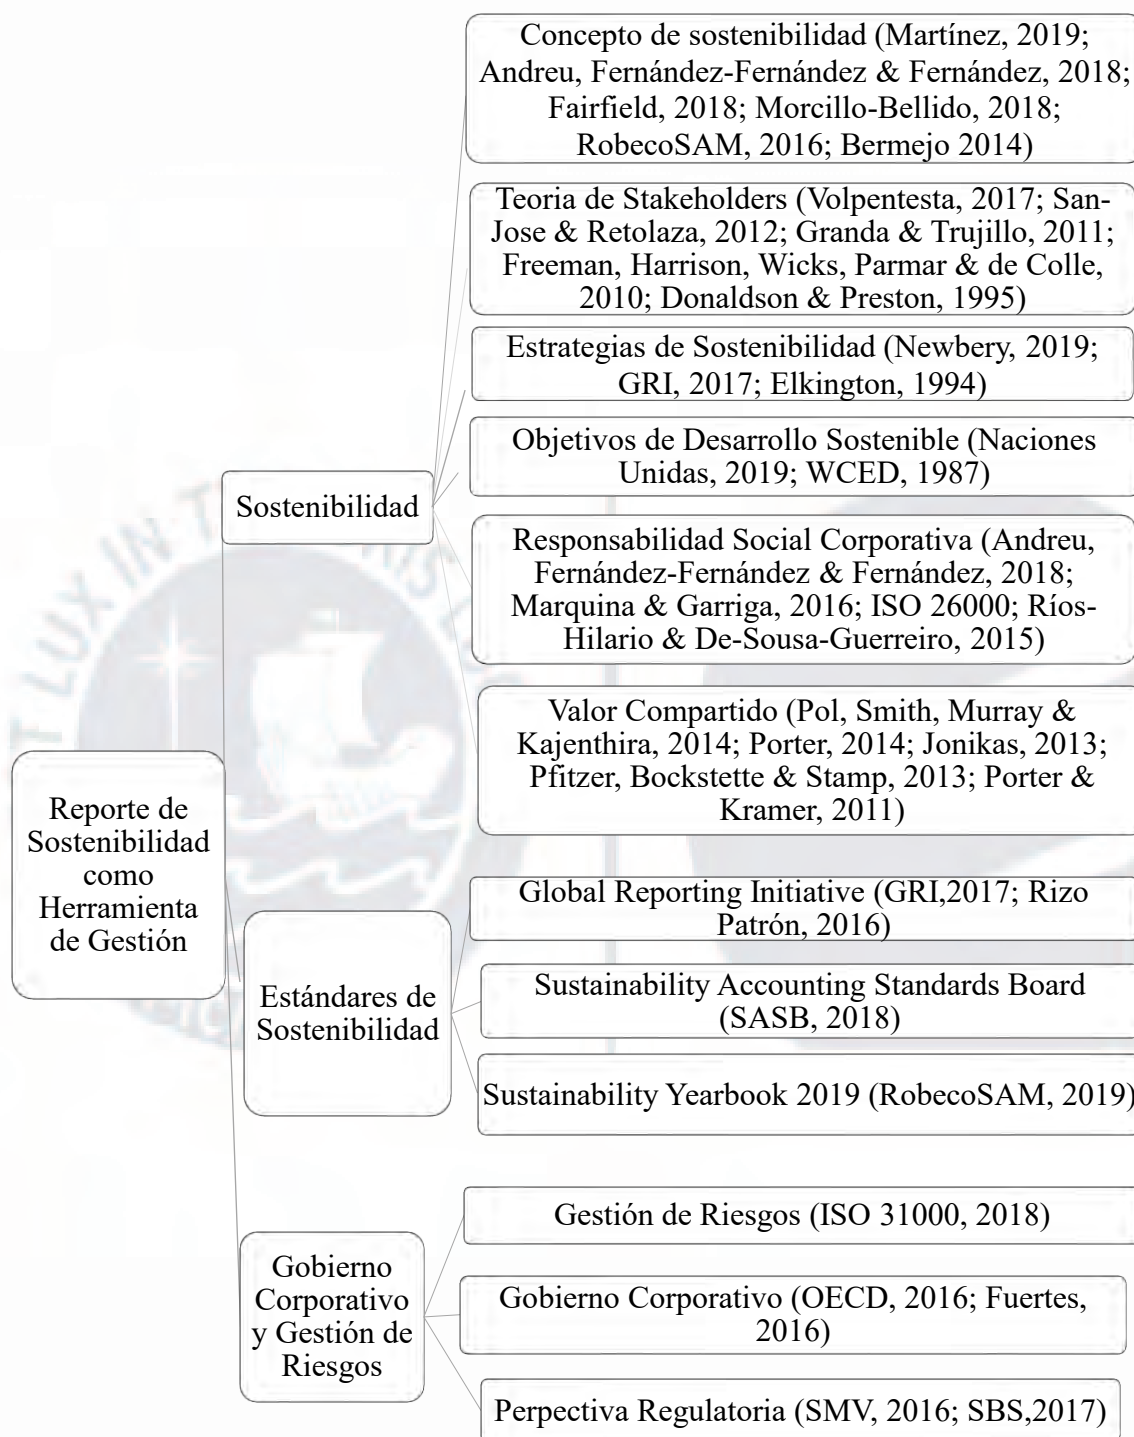 Concepto de sostenibilidad (Martínez, 2019;
Andreu, Fernández-Fernández & Fernández, 2018;
Fairfield, 2018; Morcillo-Bellido, 2018;
RobecoSAM, 2016; Bermejo 2014)
Teoria de Stakeholders (Volpentesta, 2017; San-
Jose & Retolaza, 2012; Granda & Trujillo, 2011;
Freeman, Harrison, Wicks, Parmar & de Colle,
2010; Donaldson & Preston, 1995)
Estrategias de Sostenibilidad (Newbery, 2019;
GRI, 2017; Elkington, 1994)
Objetivos de Desarrollo Sostenible (Naciones
Unidas, 2019; WCED, 1987)
Sostenibilidad
Responsabilidad Social Corporativa (Andreu,
Fernández-Fernández & Fernández, 2018;
Marquina & Garriga, 2016; ISO 26000; Ríos-
Hilario & De-Sousa-Guerreiro, 2015)
Valor Compartido (Pol, Smith, Murray &
Kajenthira, 2014; Porter, 2014; Jonikas, 2013;
Pfitzer, Bockstette & Stamp, 2013; Porter &
Kramer, 2011)
Reporte de
Sostenibilidad
como
Herramienta
de Gestión
Global Reporting Initiative (GRI,2017; Rizo
Patrón, 2016)
Estándares de
Sostenibilidad
Sustainability Accounting Standards Board
(SASB, 2018)
Sustainability Yearbook 2019 (RobecoSAM, 2019)
Gestión de Riesgos (ISO 31000, 2018)
Gobierno
Corporativo
y Gestión de
Riesgos
Gobierno Corporativo (OECD, 2016; Fuertes,
2016)
Perpectiva Regulatoria (SMV, 2016; SBS,2017)
LUX IN